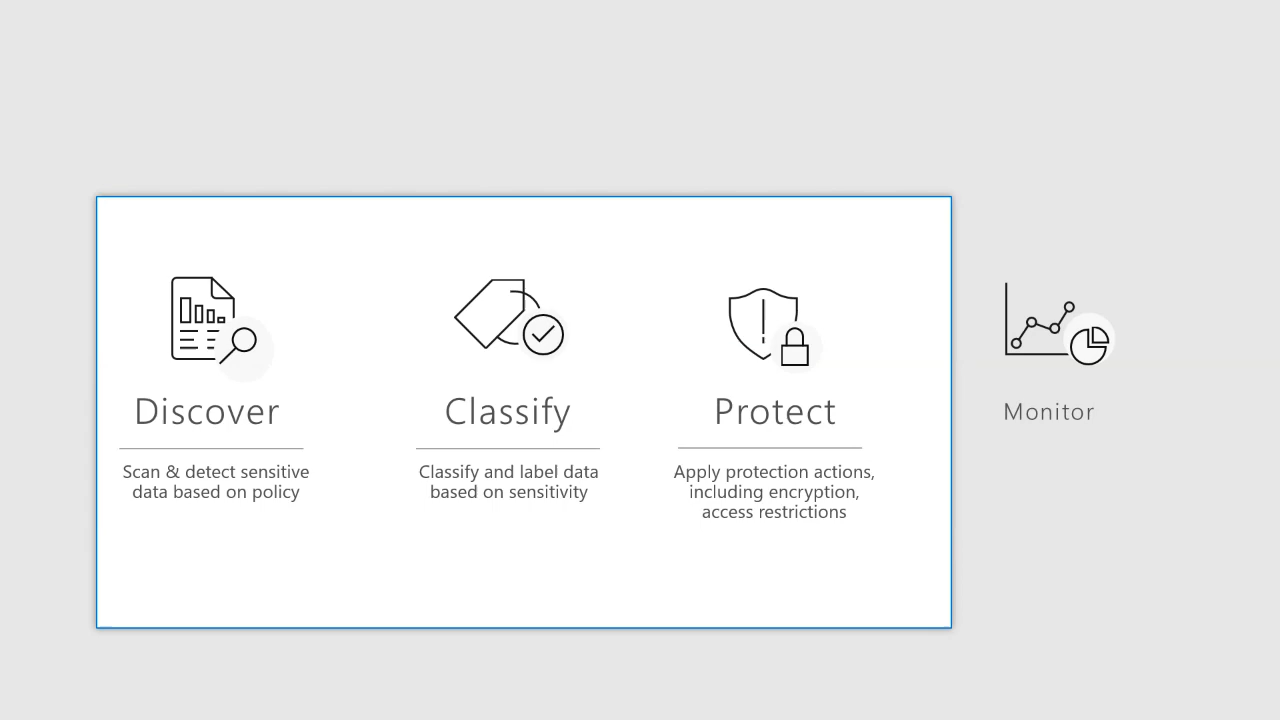 Discover
Scan & detect sensitive
data based on policy
Classify
Classify and label data
based on sensitivity
Protect
Apply protection actions,
including encryption,
access restrictions
Monitor